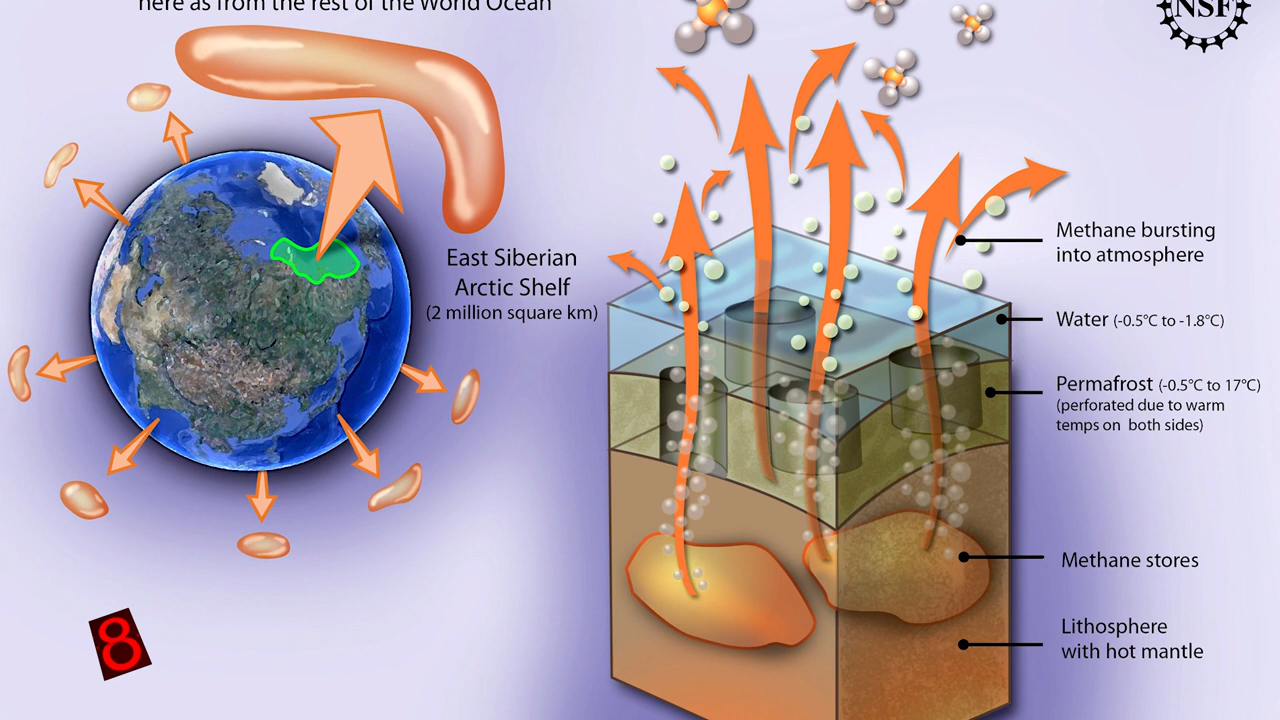 here as from the rest of the World Ocean
NSF
East Siberian
Arctic Shelf
(2 million square km)
Methane bursting
into atmosphere
Water (-0.5°C to -1.8°C)
Permafrost (-0.5°C to 17°C)
(perforated due to warm
temps on both sides)
Methane stores
Lithosphere
with hot mantle
8